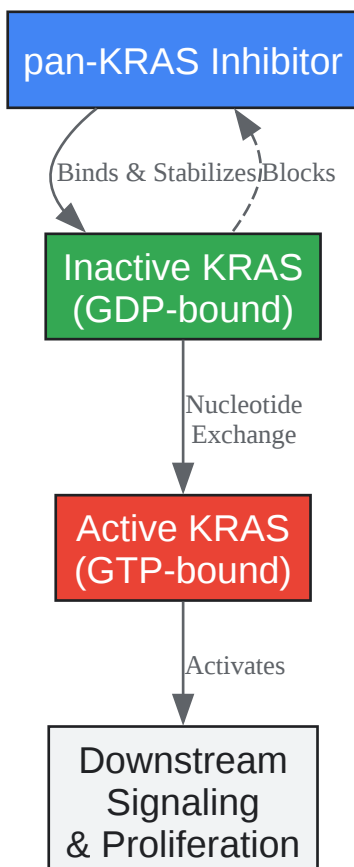 pan-KRAS Inhibitor
Binds & Stabilizes
Blocks
Inactive KRAS
(GDP-bound)
Nucleotide
Exchange
Active KRAS
(GTP-bound)
Activates
Downstream
Signaling
& Proliferation